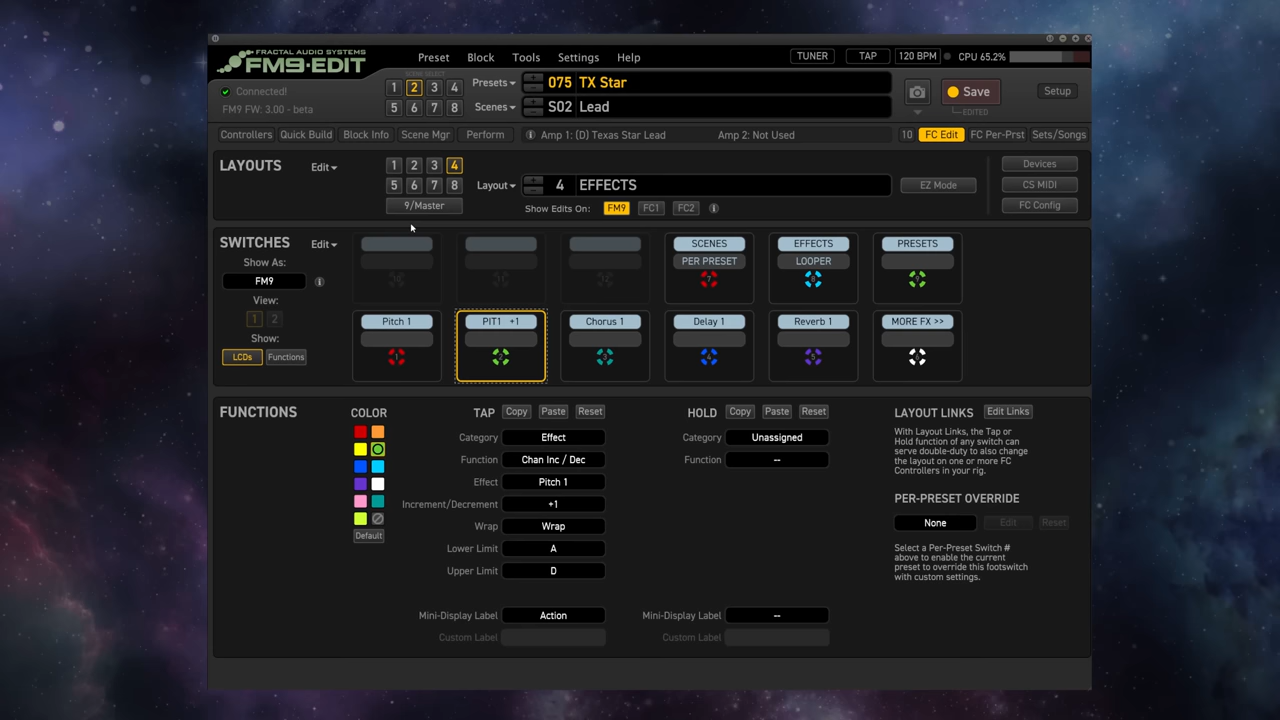 FRACTAL AUDIO SYSTEMS
FM9-EDIT
Preset Block Tools Settings Help
TUNER TAP 120 BPM CPU 65.2%
Connected!
FM9 FW: 3.00 - beta
SCENE SELECT
1 2 3 4
5 6 7 8
Presets 075 TX Star
Scenes S02 Lead
Save
EDITED
Setup
Controllers Quick Build Block Info Scene Mgr Perform
Amp 1: (D) Texas Star Lead Amp 2: Not Used
10 FC Edit FC Per-Prst Sets/Songs
LAYOUTS Edit
1 2 3 4
5 6 7 8
9/Master
Layout 4 EFFECTS
Show Edits On: FM9 FC1 FC2
EZ Mode
Devices
CS MIDI
FC Config
SWITCHES Edit
Show As:
FM9
View:
1 2
Show:
LCDs Functions
SCENES EFFECTS PRESETS
PER PRESET LOOPER
7 8 9
Pitch 1 PIT1 +1 Chorus 1 Delay 1 Reverb 1 MORE FX >>
1 2 3 4 5 6
FUNCTIONS
COLOR
Default
TAP Copy Paste Reset
Category Effect
Function Chan Inc / Dec
Effect Pitch 1
Increment/Decrement +1
Wrap Wrap
Lower Limit A
Upper Limit D
Mini-Display Label Action
Custom Label
HOLD Copy Paste Reset
Category Unassigned
Function --
Mini-Display Label --
Custom Label
LAYOUT LINKS Edit Links
With Layout Links, the Tap or
Hold function of any switch can
serve double-duty to also change
the layout on one or more FC
Controllers in your rig.
PER-PRESET OVERRIDE
None Edit Reset
Select a Per-Preset Switch #
above to enable the current
preset to override this footswitch
with custom settings.